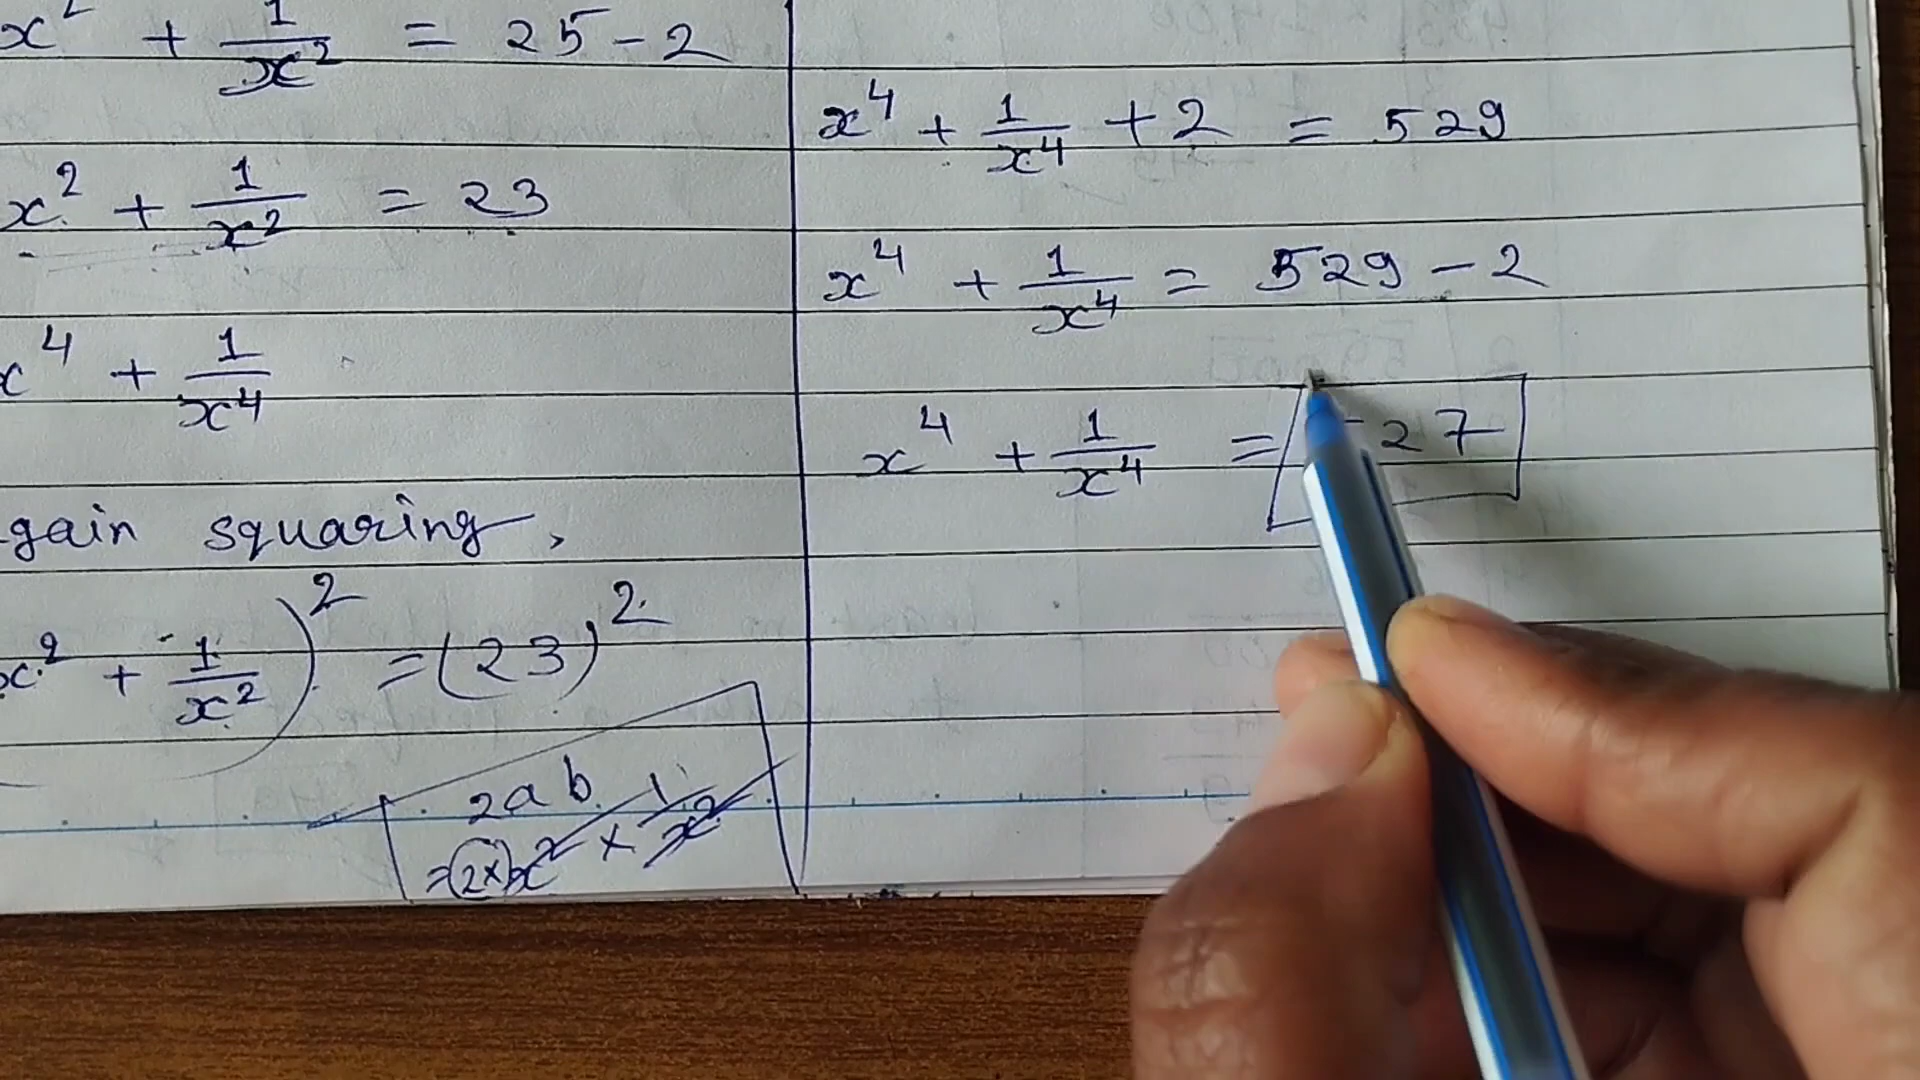 x² + 1/x² = 25 - 2
x² + 1/x² = 23
x⁴ + 1/x⁴
gain squaring,
x² + 1/x²)² = (23)²
2ab
= (2x) x² × 1/x²
x⁴ + 1/x⁴ + 2 = 529
x⁴ + 1/x⁴ = 529 - 2
x⁴ + 1/x⁴ = 527